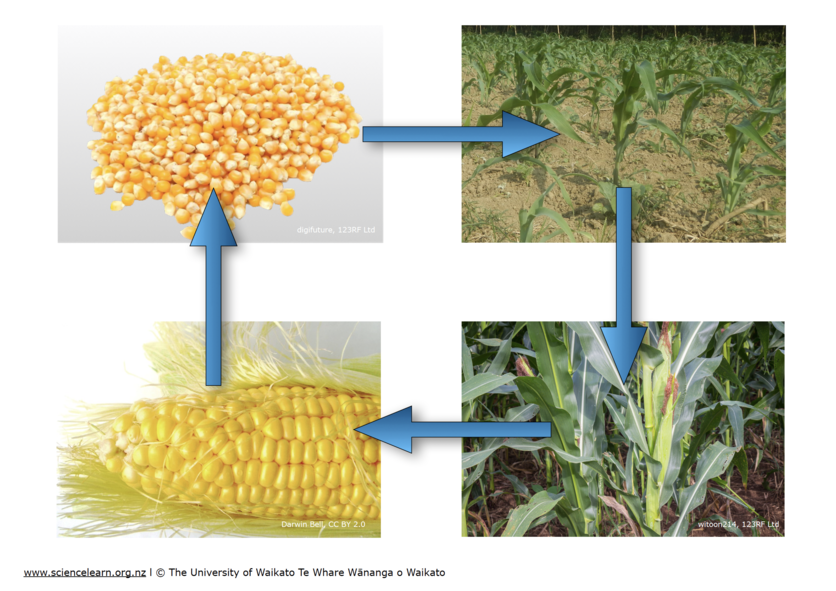 digifuture, 123RF Ltd
Darwin Bell, CC BY 2.0
witoon214, 123RF Ltd
www.sciencelearn.org.nz l © The University of Waikato Te Whare Wānanga o Waikato